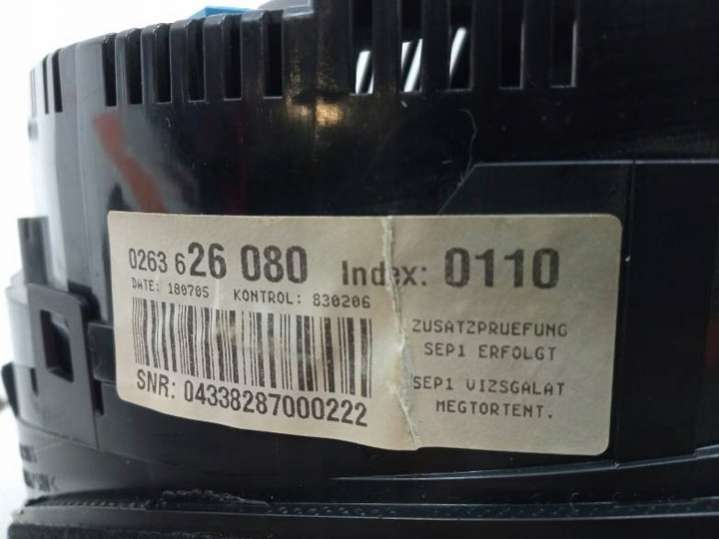 0263 626 080 Index: 0110
DATE: 180705 KONTROL: 830206
SNR: 04338287000222
ZUSATZPRUEFUNG
SEP1 ERFOLGT
SEP1 VIZSGALAT
MEGTORTENT.